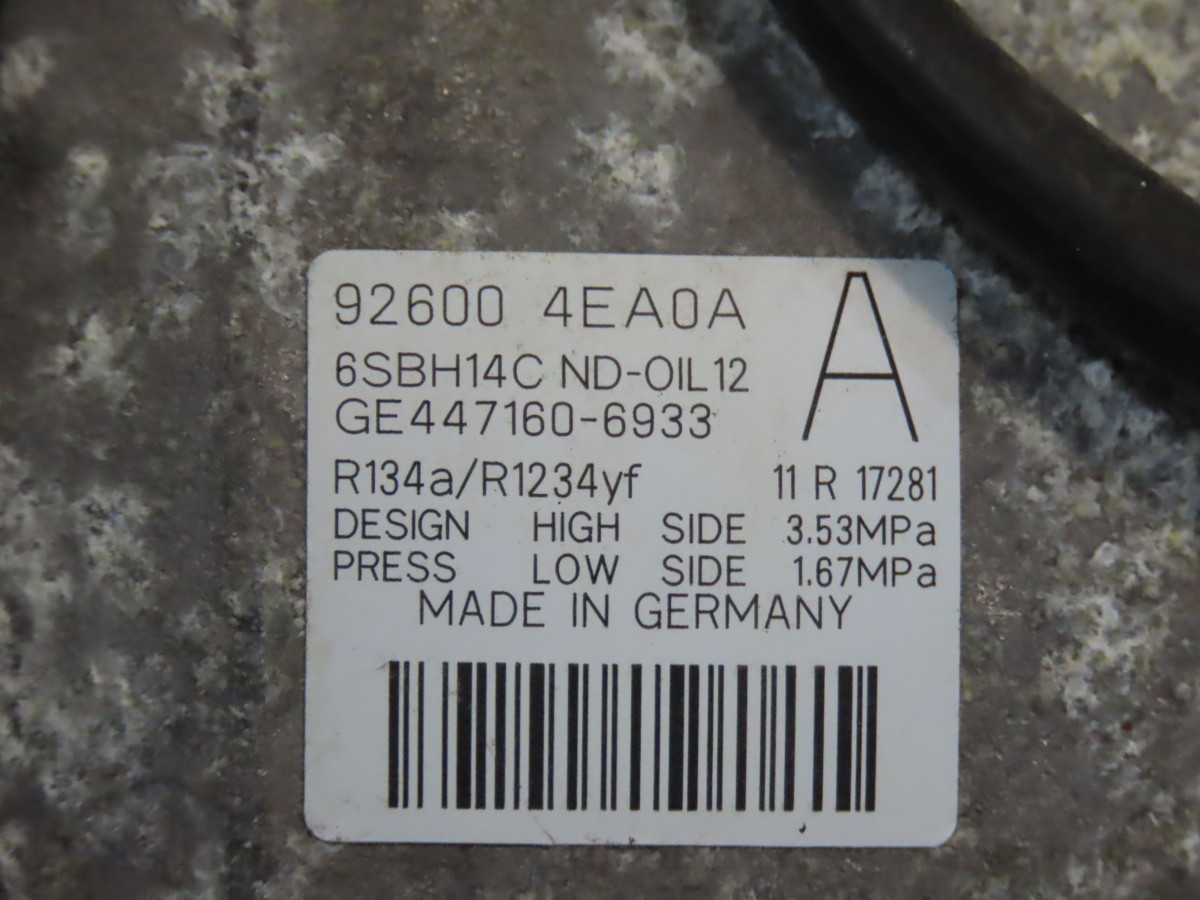 92600 4EA0A
A
6SBH14C ND-OIL12
GE447160-6933
R134a/R1234yf 11 R 17281
DESIGN HIGH SIDE 3.53MPa
PRESS LOW SIDE 1.67MPa
MADE IN GERMANY